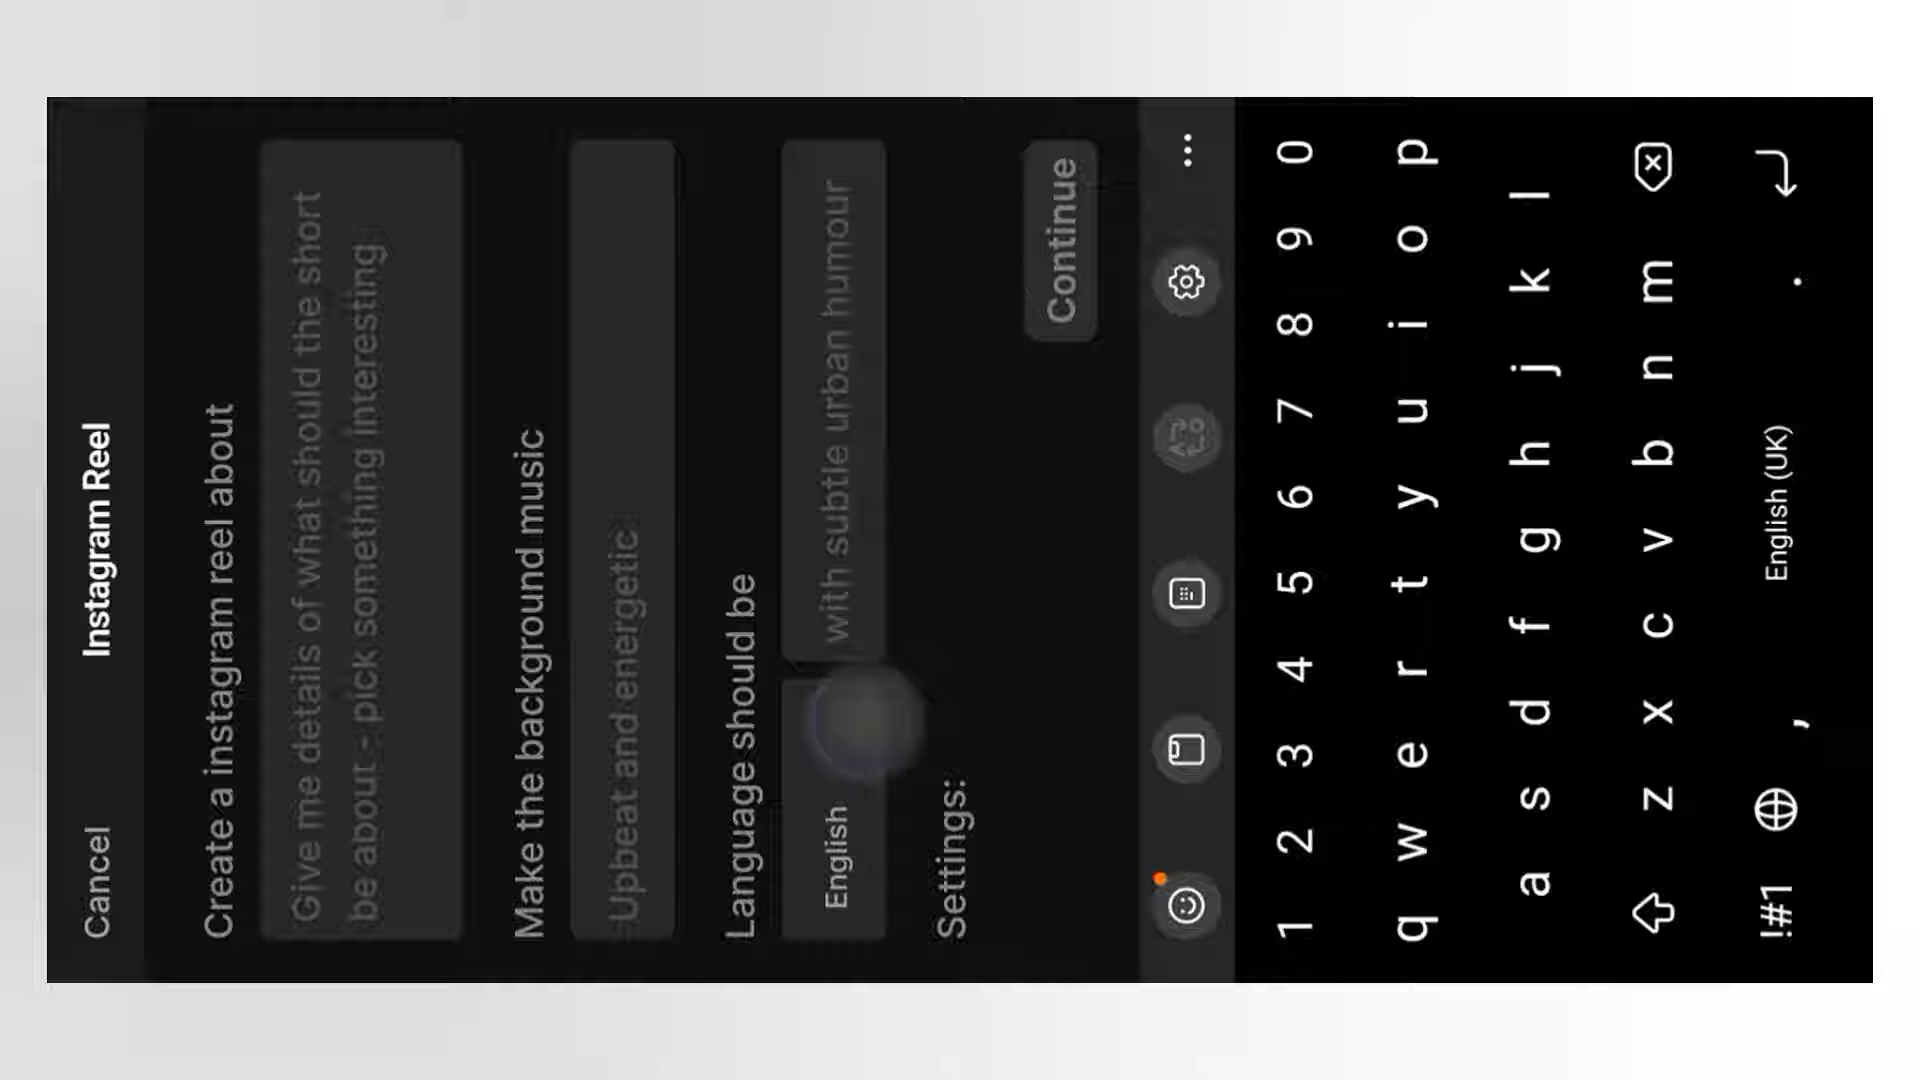 Cancel Instagram Reel
Create a instagram reel about
Give me details of what should the short
be about - pick something interesting
Make the background music
Upbeat and energetic
Language should be
English with subtle urban humour
Settings:
Continue
1 2 3 4 5 6 7 8 9 0
q w e r t y u i o p
a s d f g h j k l
z x c v b n m
!#1 , English (UK) .